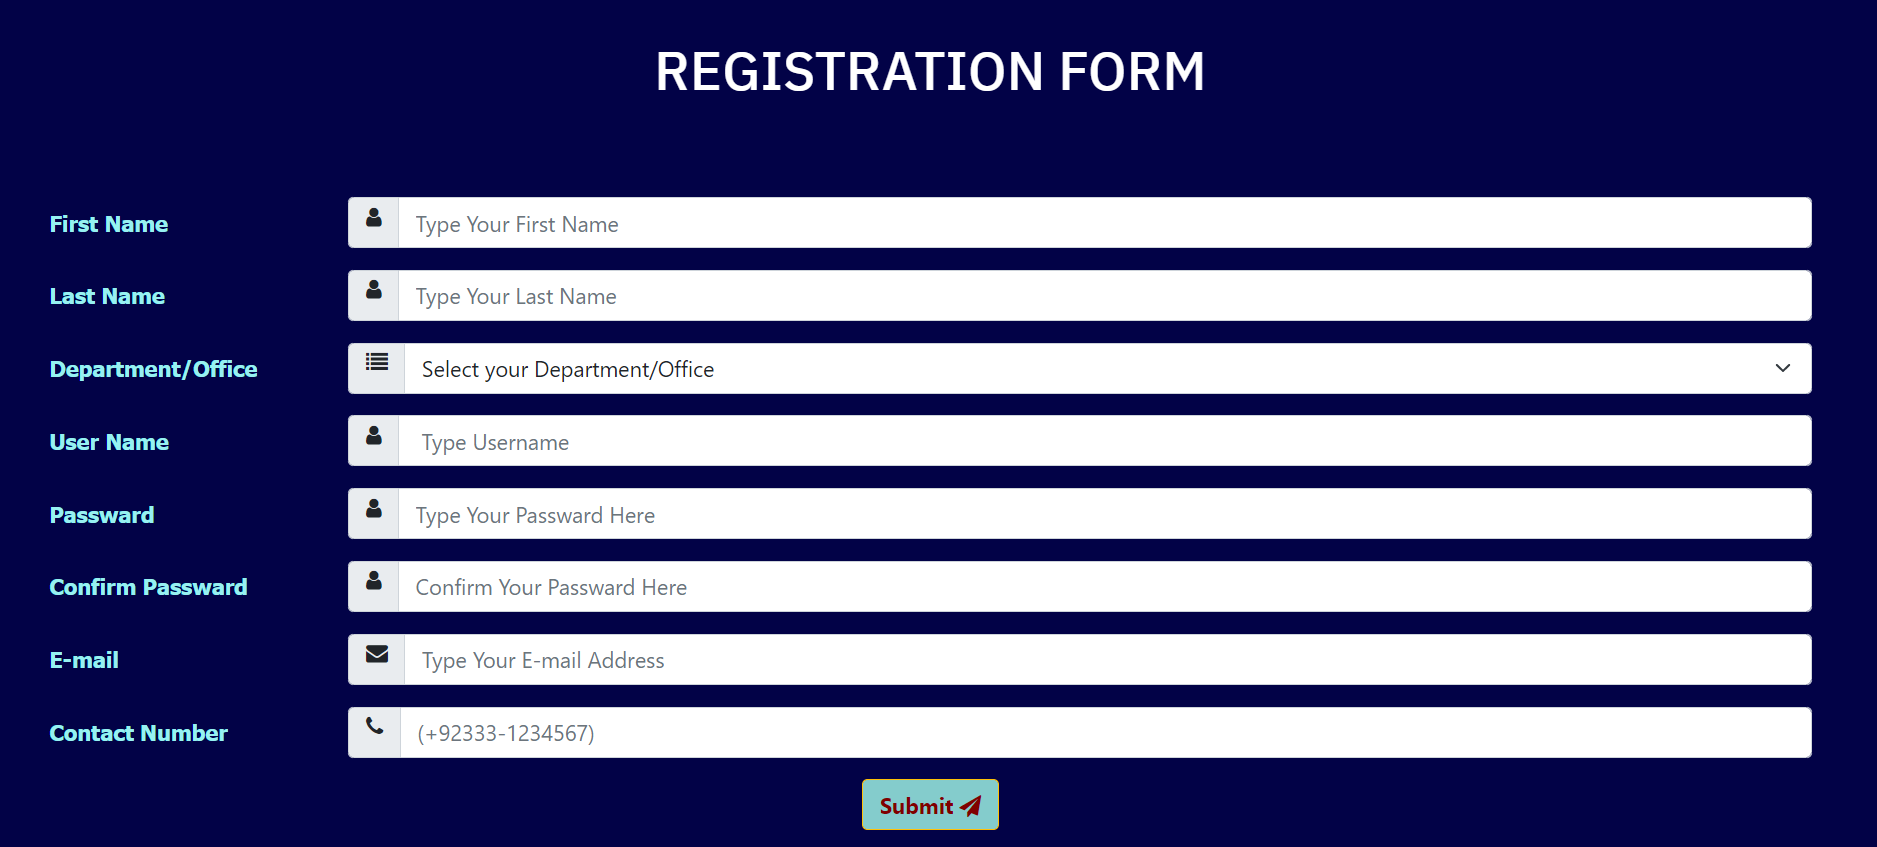 REGISTRATION FORM
First Name
Type Your First Name
Last Name
Type Your Last Name
Department/Office
Select your Department/Office
User Name
Type Username
Passward
Type Your Passward Here
Confirm Passward
Confirm Your Passward Here
E-mail
Type Your E-mail Address
Contact Number
(+92333-1234567)
Submit